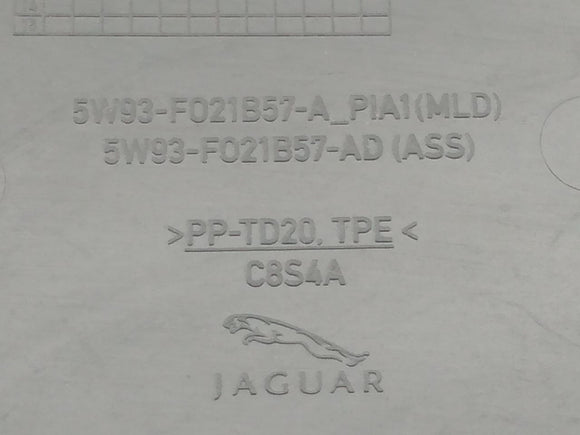 5W93-F021B57-A_PIA1(MLD)
5W93-F021B57-AD (ASS)
>PP-TD20, TPE<
C8S4A
JAGUAR